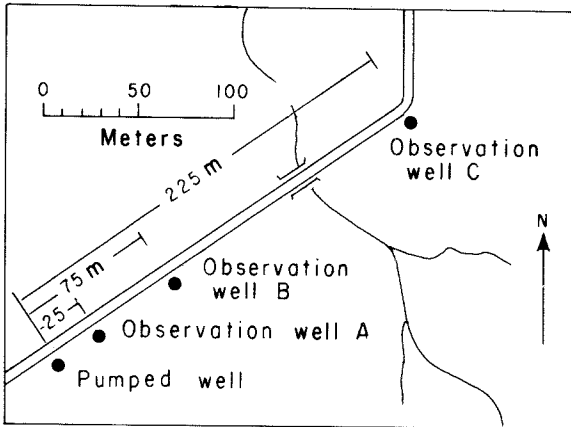 0 50 100
Meters
225 m
75 m
-25
N
Observation
well C
Observation
well B
Observation well A
Pumped well